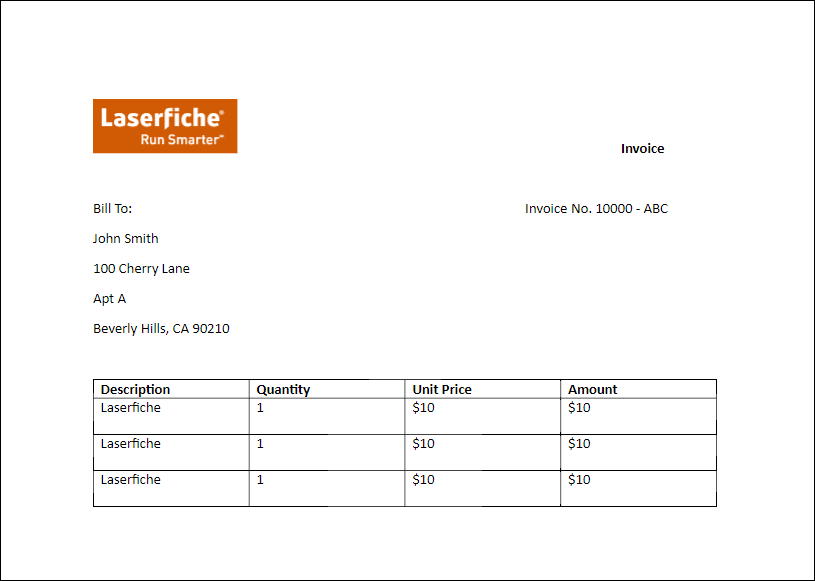 Laserfiche®
Run Smarter™
Invoice
Bill To:
Invoice No. 10000 - ABC
John Smith
100 Cherry Lane
Apt A
Beverly Hills, CA 90210
Description Quantity Unit Price Amount
Laserfiche 1 $10 $10
Laserfiche 1 $10 $10
Laserfiche 1 $10 $10